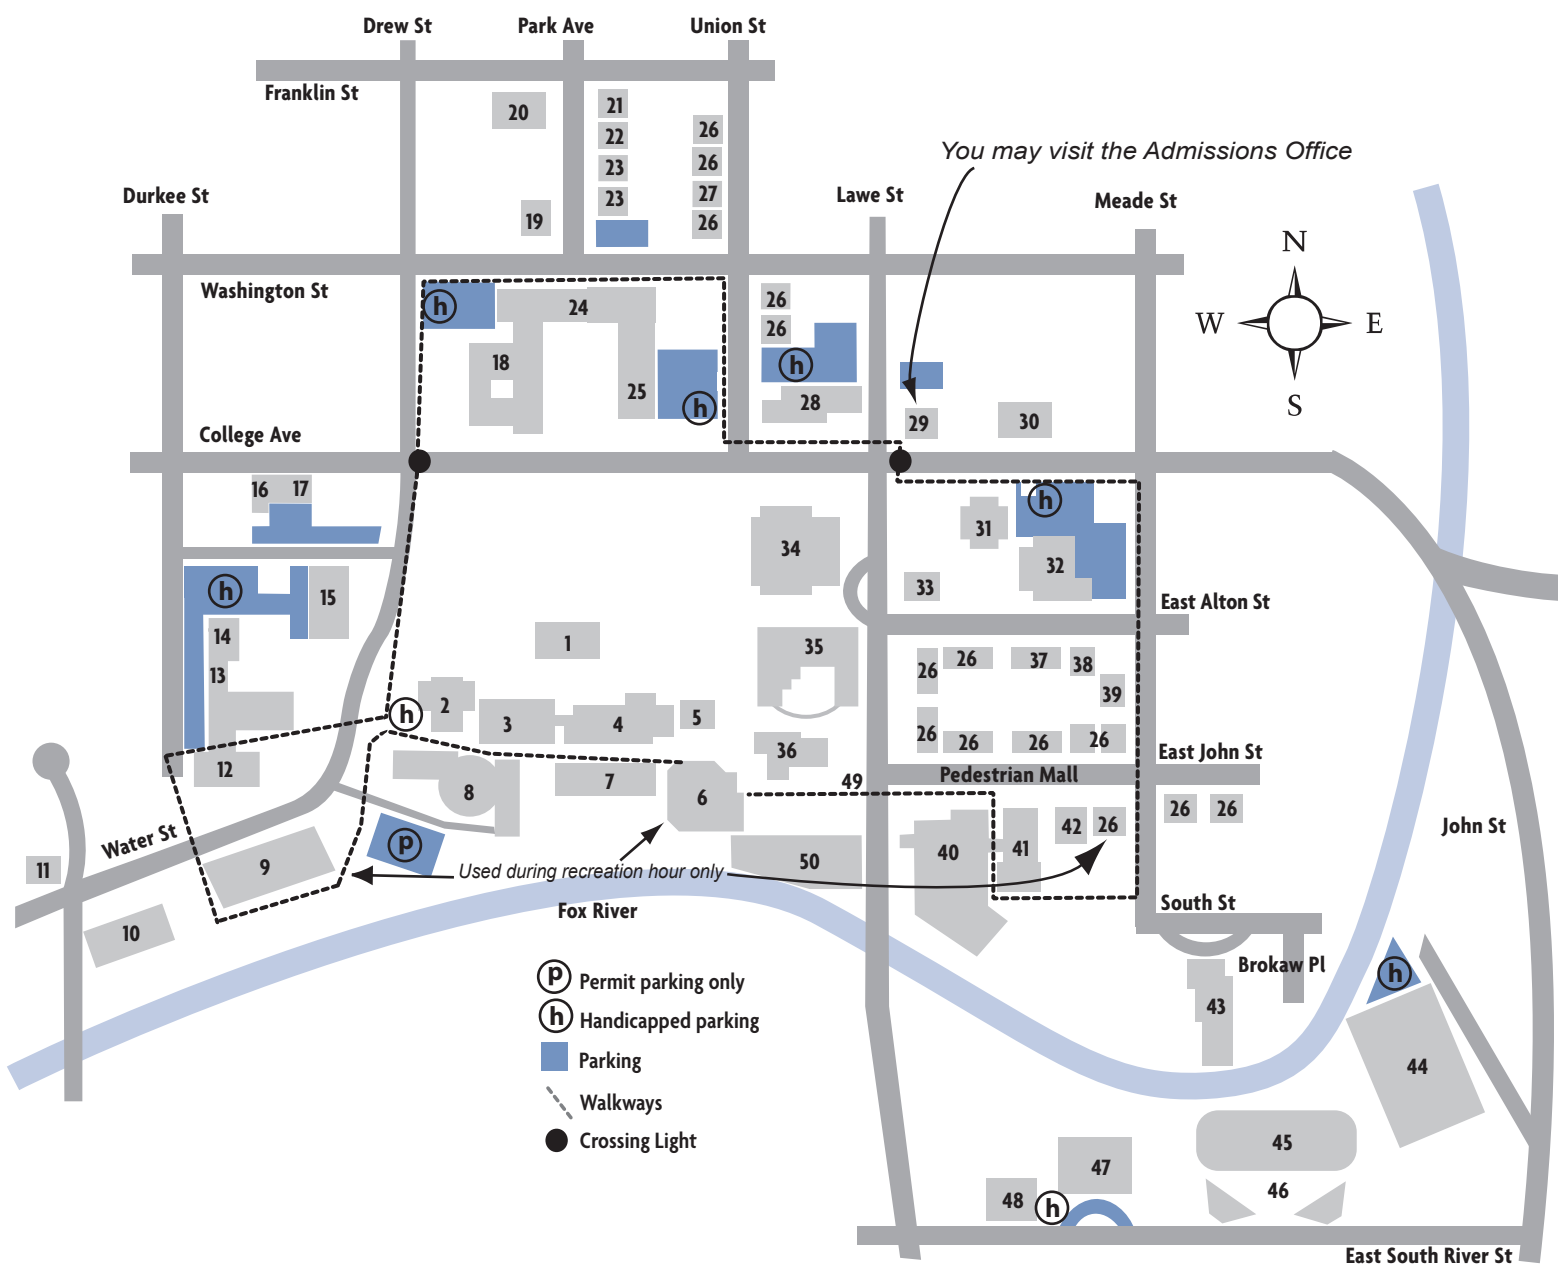 Drew St
Park Ave
Union St
Franklin St
20
21
22
23
23
26
26
27
26
19
You may visit the Admissions Office
Durkee St
Lawe St
Meade St
N
W
E
S
Washington St
h
24
18
25
h
26
26
h
28
29
30
College Ave
16
17
h
31
32
33
34
East Alton St
h
15
14
13
1
35
26
26
37
38
39
h
2
3
4
5
36
26
26
26
26
East John St
12
7
49
Pedestrian Mall
8
6
26
26
Water St
p
42
26
John St
11
9
50
40
41
Used during recreation hour only
Fox River
South St
10
Brokaw Pl
h
43
44
p
Permit parking only
h
Handicapped parking
Parking
Walkways
Crossing Light
45
47
46
48
h
East South River St